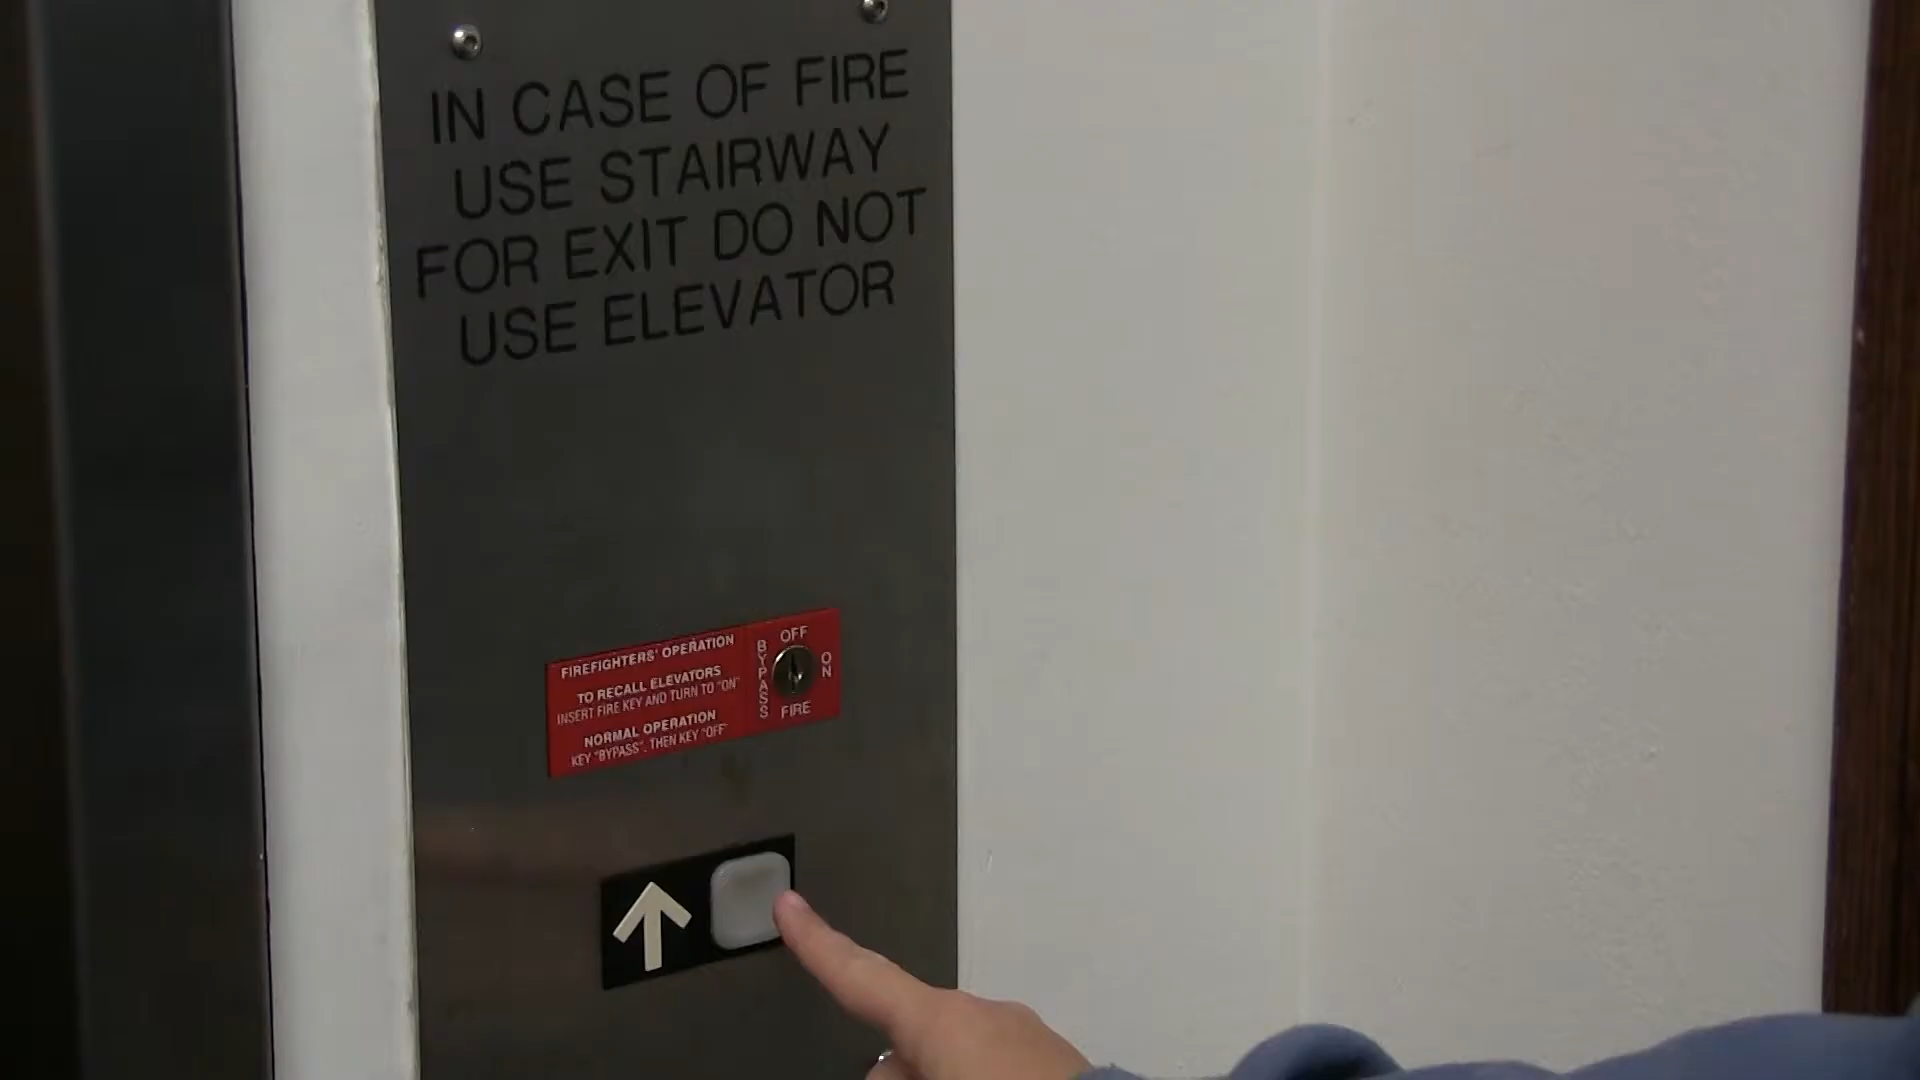 IN CASE OF FIRE
USE STAIRWAY
FOR EXIT DO NOT
USE ELEVATOR
FIREFIGHTERS' OPERATION
TO RECALL ELEVATORS
INSERT FIRE KEY AND TURN TO "ON"
NORMAL OPERATION
KEY "BYPASS", THEN KEY "OFF"
OFF
BYPASS
ON
FIRE